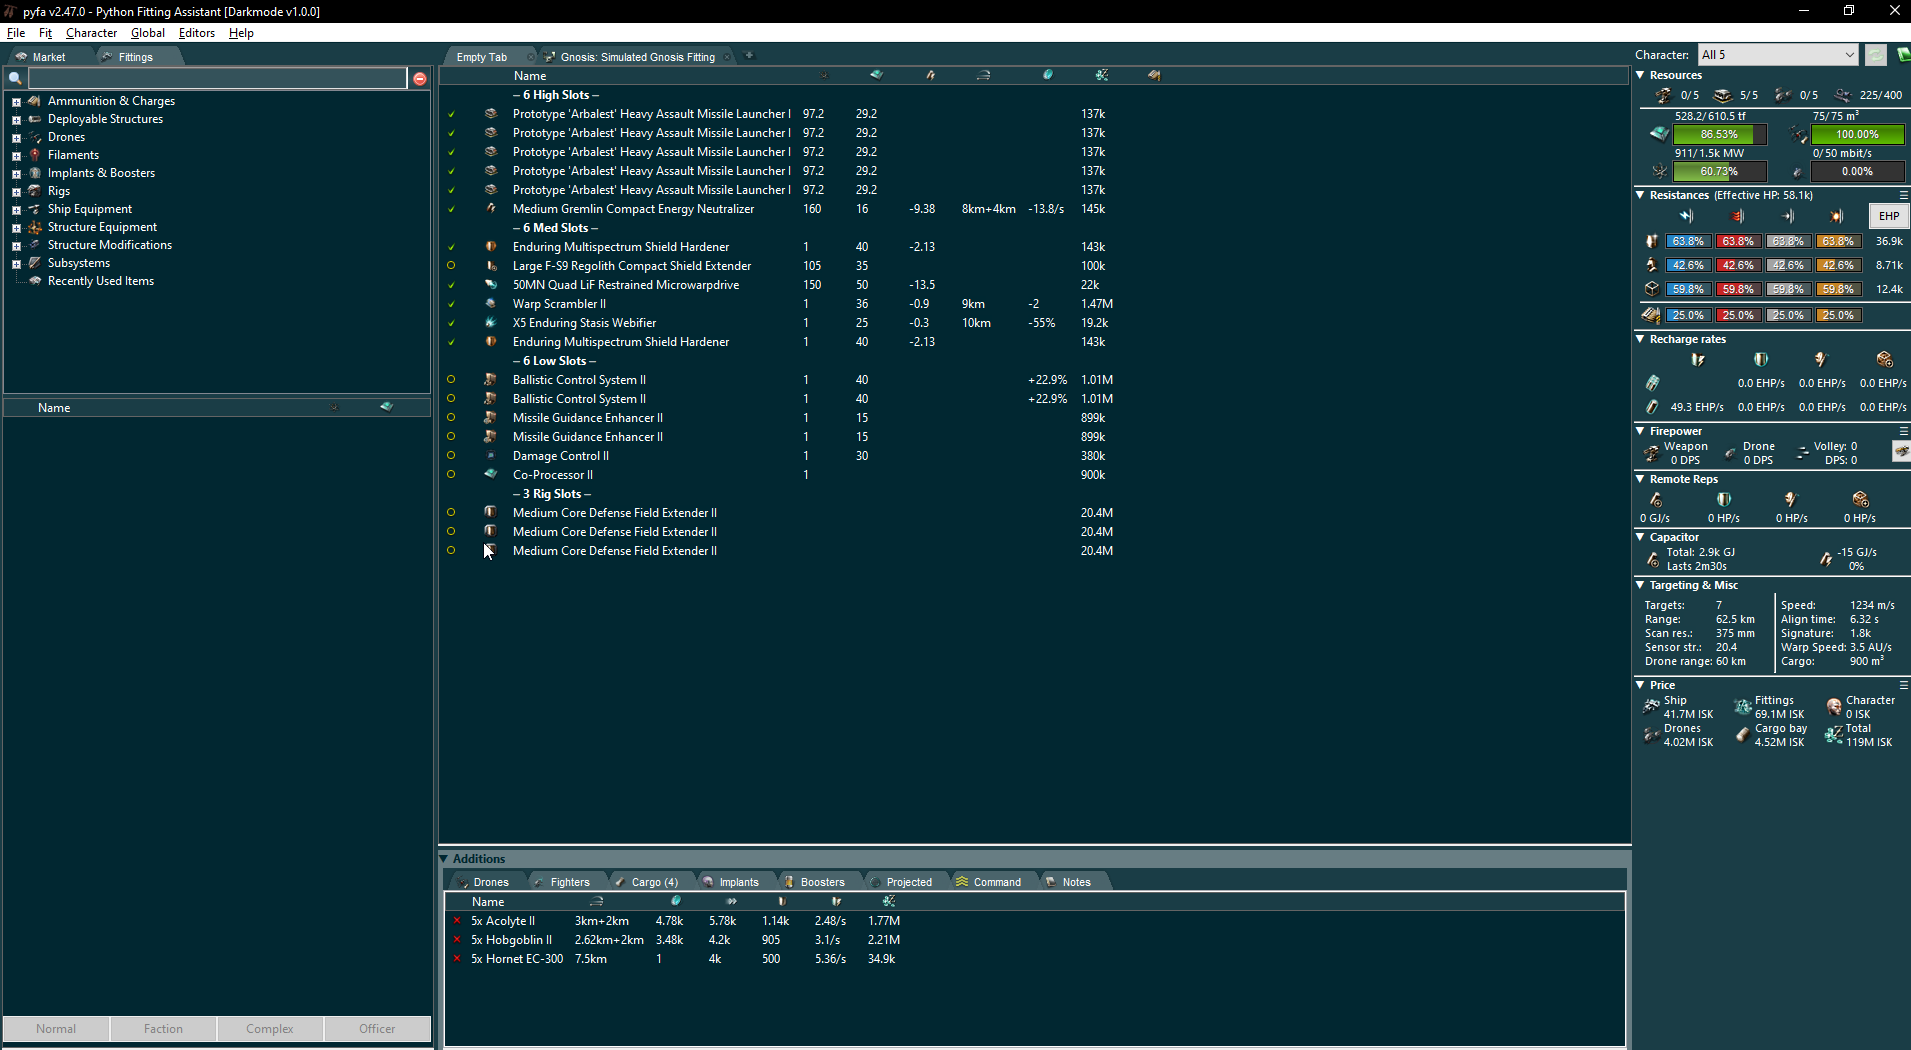 pyfa v2.47.0 - Python Fitting Assistant [Darkmode v1.0.0]
File Fit Character Global Editors Help
Market Fittings
Ammunition & Charges
Deployable Structures
Drones
Filaments
Implants & Boosters
Rigs
Ship Equipment
Structure Equipment
Structure Modifications
Subsystems
Recently Used Items
Name
Normal Faction Complex Officer
Empty Tab Gnosis: Simulated Gnosis Fitting
Name
– 6 High Slots –
Prototype 'Arbalest' Heavy Assault Missile Launcher I 97.2 29.2 137k
Prototype 'Arbalest' Heavy Assault Missile Launcher I 97.2 29.2 137k
Prototype 'Arbalest' Heavy Assault Missile Launcher I 97.2 29.2 137k
Prototype 'Arbalest' Heavy Assault Missile Launcher I 97.2 29.2 137k
Prototype 'Arbalest' Heavy Assault Missile Launcher I 97.2 29.2 137k
Medium Gremlin Compact Energy Neutralizer 160 16 -9.38 8km+4km -13.8/s 145k
– 6 Med Slots –
Enduring Multispectrum Shield Hardener 1 40 -2.13 143k
Large F-S9 Regolith Compact Shield Extender 105 35 100k
50MN Quad LiF Restrained Microwarpdrive 150 50 -13.5 22k
Warp Scrambler II 1 36 -0.9 9km -2 1.47M
X5 Enduring Stasis Webifier 1 25 -0.3 10km -55% 19.2k
Enduring Multispectrum Shield Hardener 1 40 -2.13 143k
– 6 Low Slots –
Ballistic Control System II 1 40 +22.9% 1.01M
Ballistic Control System II 1 40 +22.9% 1.01M
Missile Guidance Enhancer II 1 15 899k
Missile Guidance Enhancer II 1 15 899k
Damage Control II 1 30 380k
Co-Processor II 1 900k
– 3 Rig Slots –
Medium Core Defense Field Extender II 20.4M
Medium Core Defense Field Extender II 20.4M
Medium Core Defense Field Extender II 20.4M
Additions
Drones Fighters Cargo (4) Implants Boosters Projected Command Notes
Name
5x Acolyte II 3km+2km 4.78k 5.78k 1.14k 2.48/s 1.77M
5x Hobgoblin II 2.62km+2km 3.48k 4.2k 905 3.1/s 2.21M
5x Hornet EC-300 7.5km 1 4k 500 5.36/s 34.9k
Character: All 5
Resources
0/5 5/5 0/5 225/400
528.2/610.5 tf 75/75 m³
86.53% 100.00%
911/1.5k MW 0/50 mbit/s
60.73% 0.00%
Resistances (Effective HP: 58.1k)
EHP
63.8% 63.8% 63.8% 63.8% 36.9k
42.6% 42.6% 42.6% 42.6% 8.71k
59.8% 59.8% 59.8% 59.8% 12.4k
25.0% 25.0% 25.0% 25.0%
Recharge rates
0.0 EHP/s 0.0 EHP/s 0.0 EHP/s
49.3 EHP/s 0.0 EHP/s 0.0 EHP/s 0.0 EHP/s
Firepower
Weapon Drone Volley: 0
0 DPS 0 DPS DPS: 0
Remote Reps
0 GJ/s 0 HP/s 0 HP/s 0 HP/s
Capacitor
Total: 2.9k GJ -15 GJ/s
Lasts 2m30s 0%
Targeting & Misc
Targets: 7 Speed: 1234 m/s
Range: 62.5 km Align time: 6.32 s
Scan res.: 375 mm Signature: 1.8k
Sensor str.: 20.4 Warp Speed: 3.5 AU/s
Drone range: 60 km Cargo: 900 m³
Price
Ship Fittings Character
41.7M ISK 69.1M ISK 0 ISK
Drones Cargo bay Total
4.02M ISK 4.52M ISK 119M ISK